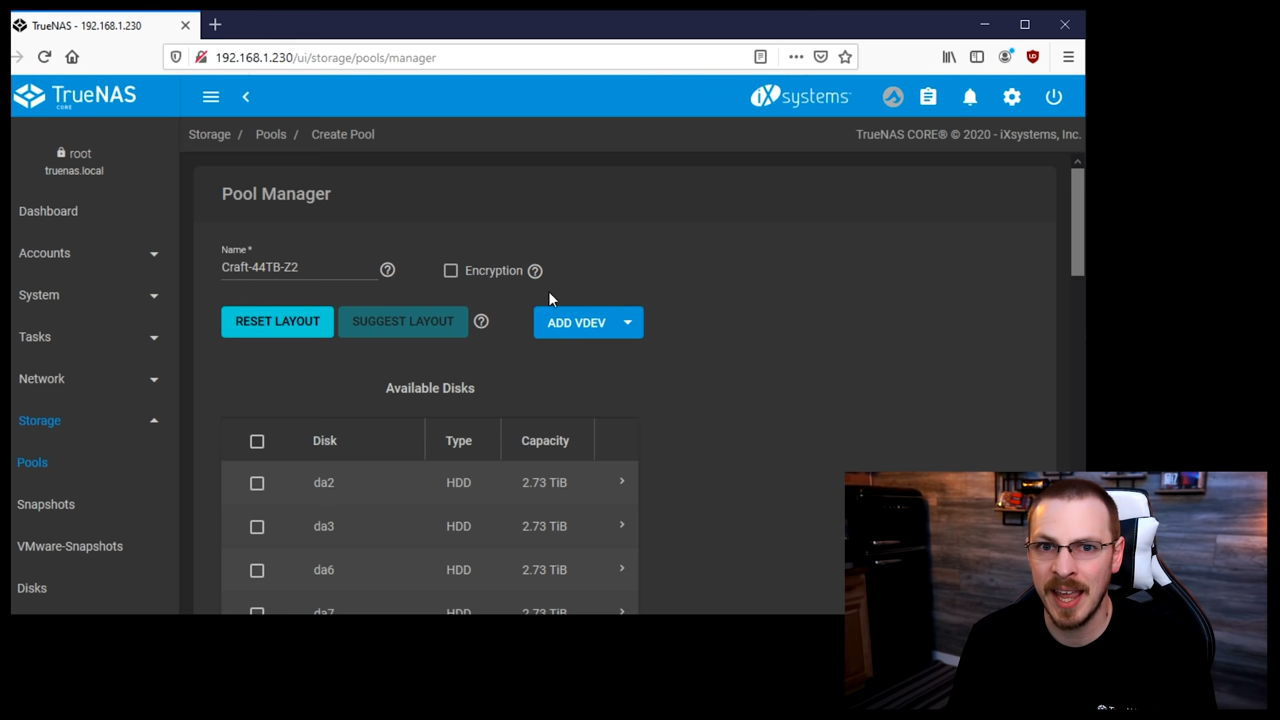 TrueNAS - 192.168.1.230
192.168.1.230/ui/storage/pools/manager
TrueNAS
CORE
iXsystems
Storage / Pools / Create Pool
TrueNAS CORE® © 2020 - iXsystems, Inc.
root
truenas.local
Dashboard
Accounts
System
Tasks
Network
Storage
Pools
Snapshots
VMware-Snapshots
Disks
Pool Manager
Name *
Craft-44TB-Z2
Encryption
RESET LAYOUT
SUGGEST LAYOUT
ADD VDEV
Available Disks
Disk Type Capacity
da2 HDD 2.73 TiB
da3 HDD 2.73 TiB
da6 HDD 2.73 TiB
da7 HDD 2.73 TiB